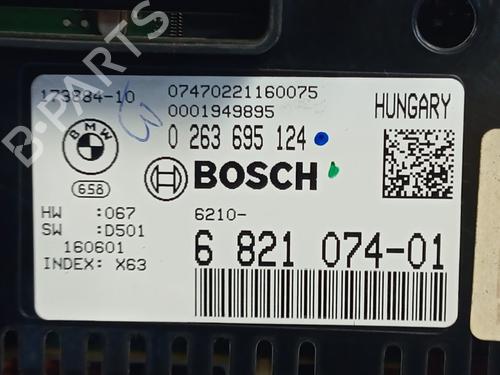 173384-10
07470221160075
0001949895
HUNGARY
BMW
0 263 695 124
658
BOSCH
HW :067
SW :D501
160601
INDEX: X63
6210-
6 821 074-01
B-PARTS